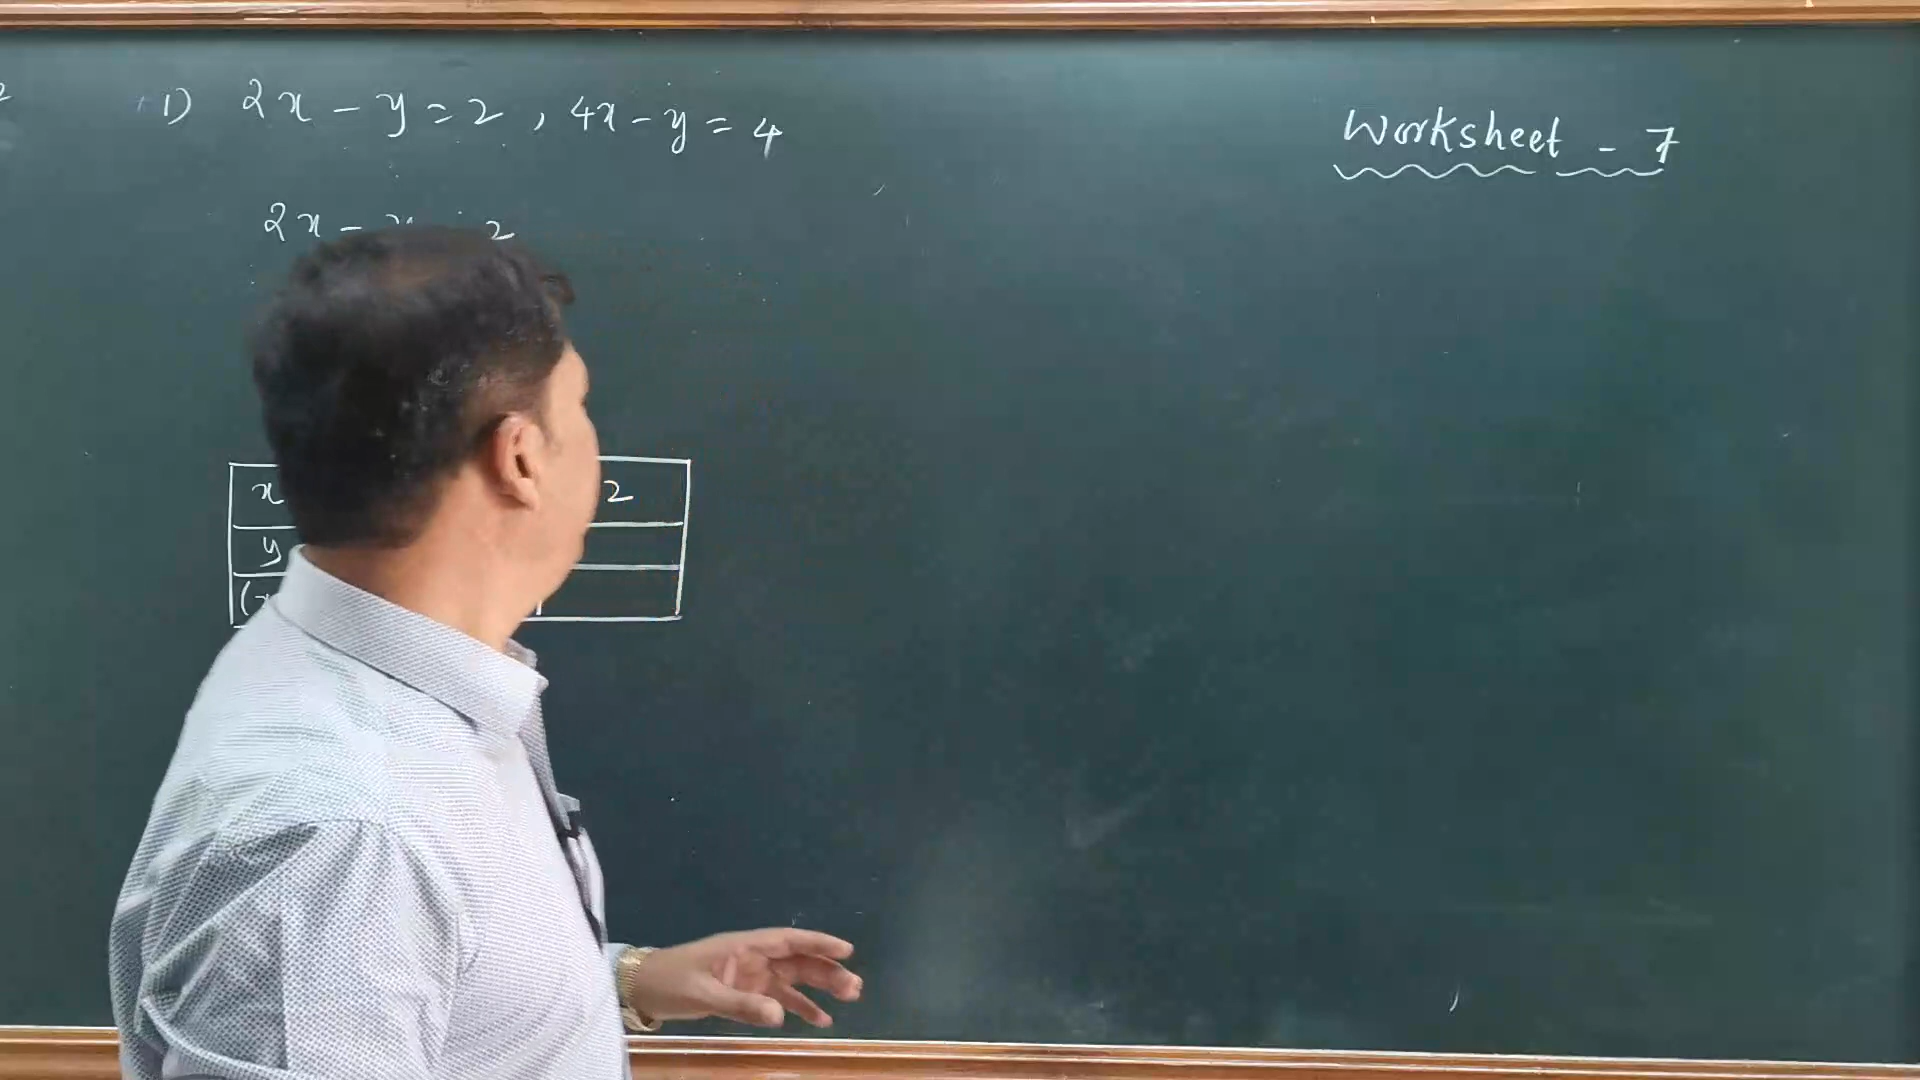 1) 2x - y = 2 , 4x - y = 4
Worksheet - 7
2x - y = 2
x 2
y
(x